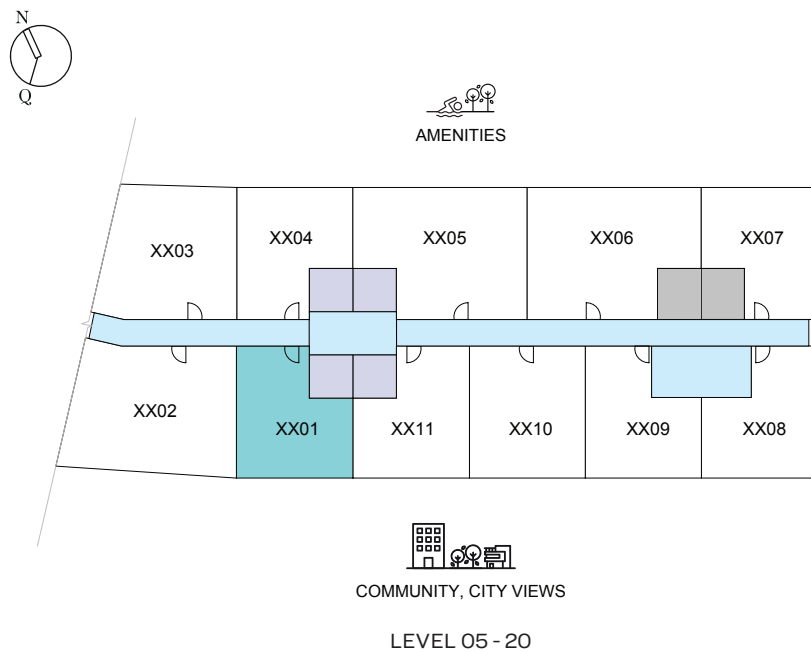 N
Q
AMENITIES
XX03
XX04
XX05
XX06
XX07
XX02
XX01
XX11
XX10
XX09
XX08
COMMUNITY, CITY VIEWS
LEVEL 05 - 20